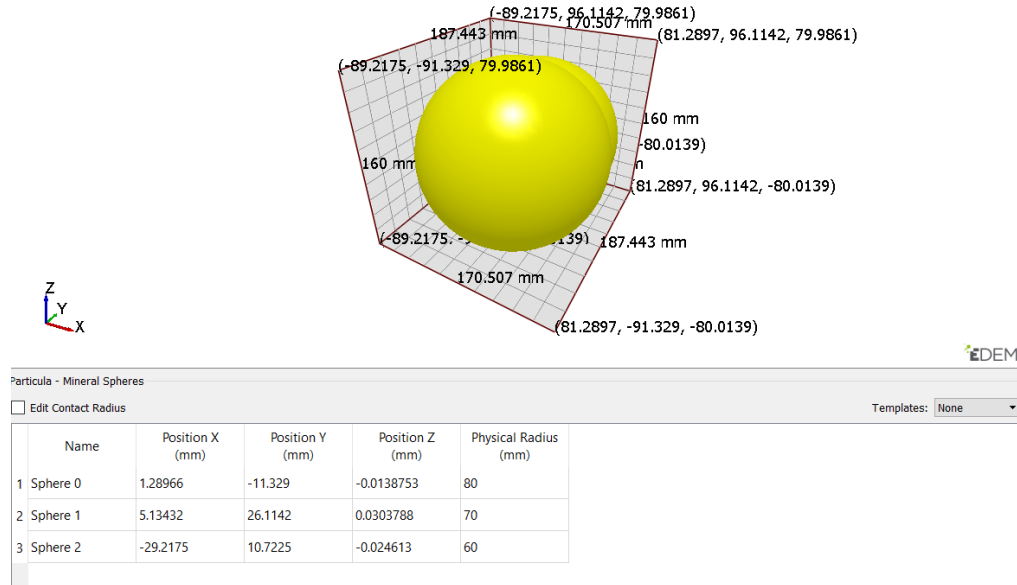 (-89.2175, 96.1142, 79.9861)
170.507 mm
187.443 mm
(81.2897, 96.1142, 79.9861)
(-89.2175, -91.329, 79.9861)
160 mm
-80.0139)
160 mm
(81.2897, 96.1142, -80.0139)
(-89.2175, -9
139)
187.443 mm
170.507 mm
Z
Y
X
(81.2897, -91.329, -80.0139)
EDEM
Particula - Mineral Spheres
Edit Contact Radius
Templates: None
Name Position X (mm) Position Y (mm) Position Z (mm) Physical Radius (mm)
1 Sphere 0 1.28966 -11.329 -0.0138753 80
2 Sphere 1 5.13432 26.1142 0.0303788 70
3 Sphere 2 -29.2175 10.7225 -0.024613 60